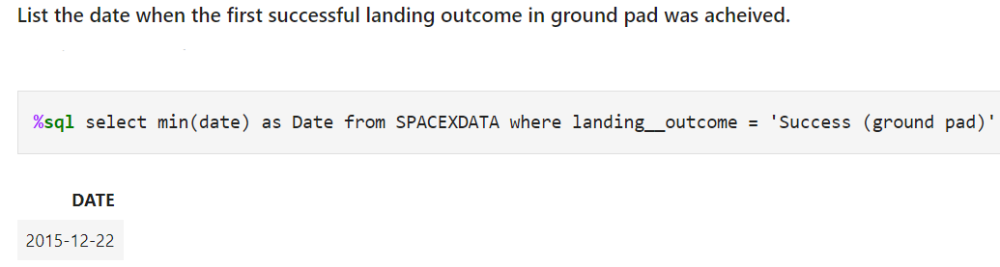 List the date when the first successful landing outcome in ground pad was acheived.
%sql select min(date) as Date from SPACEXDATA where landing__outcome = 'Success (ground pad)'
DATE
2015-12-22